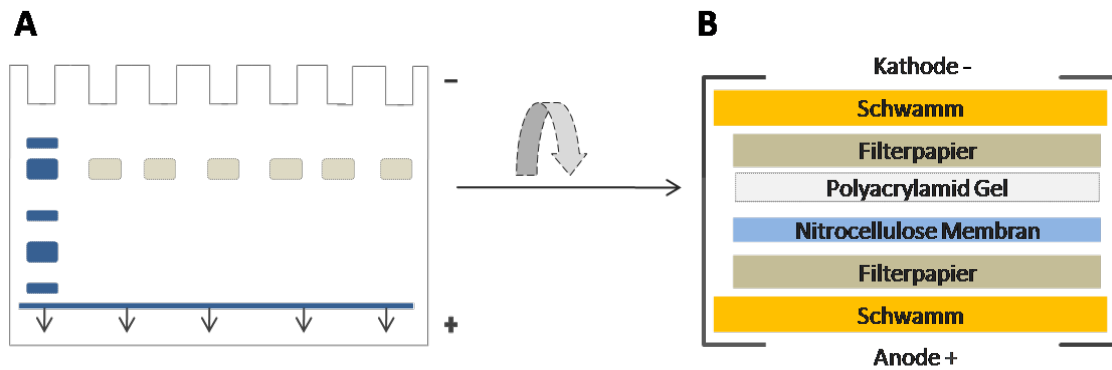 A
−
+
B
Kathode -
Schwamm
Filterpapier
Polyacrylamid Gel
Nitrocellulose Membran
Filterpapier
Schwamm
Anode +